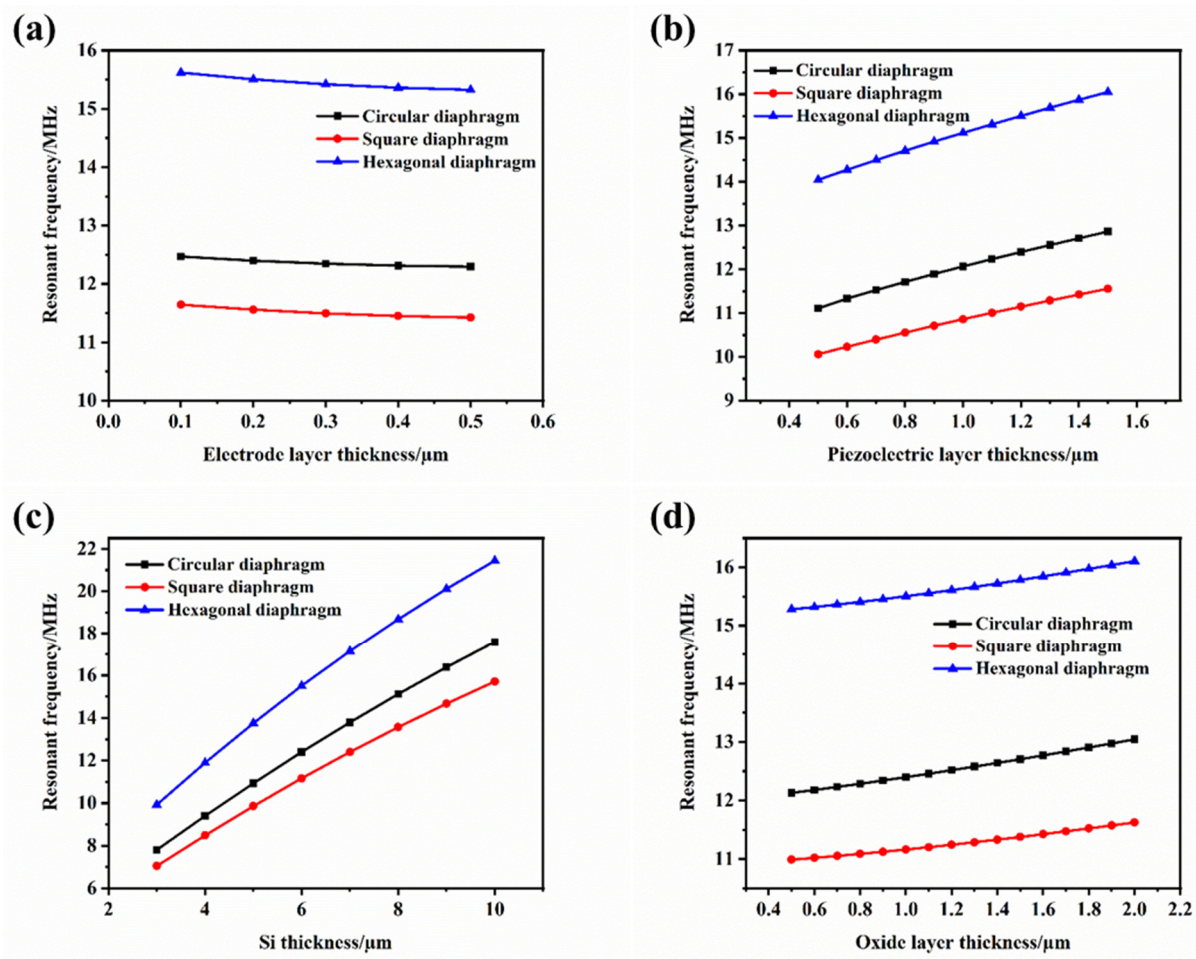 (a)
16
15
14
13
12
11
10
Resonant frequency/MHz
Circular diaphragm
Square diaphragm
Hexagonal diaphragm
0.0 0.1 0.2 0.3 0.4 0.5 0.6
Electrode layer thickness/μm
(b)
17
16
15
14
13
12
11
10
9
Resonant frequency/MHz
Circular diaphragm
Square diaphragm
Hexagonal diaphragm
0.4 0.6 0.8 1.0 1.2 1.4 1.6
Piezoelectric layer thickness/μm
(c)
22
20
18
16
14
12
10
8
6
Resonant frequency/MHz
Circular diaphragm
Square diaphragm
Hexagonal diaphragm
2 4 6 8 10
Si thickness/μm
(d)
16
15
14
13
12
11
Resonant frequency/MHz
Circular diaphragm
Square diaphragm
Hexagonal diaphragm
0.4 0.6 0.8 1.0 1.2 1.4 1.6 1.8 2.0 2.2
Oxide layer thickness/μm